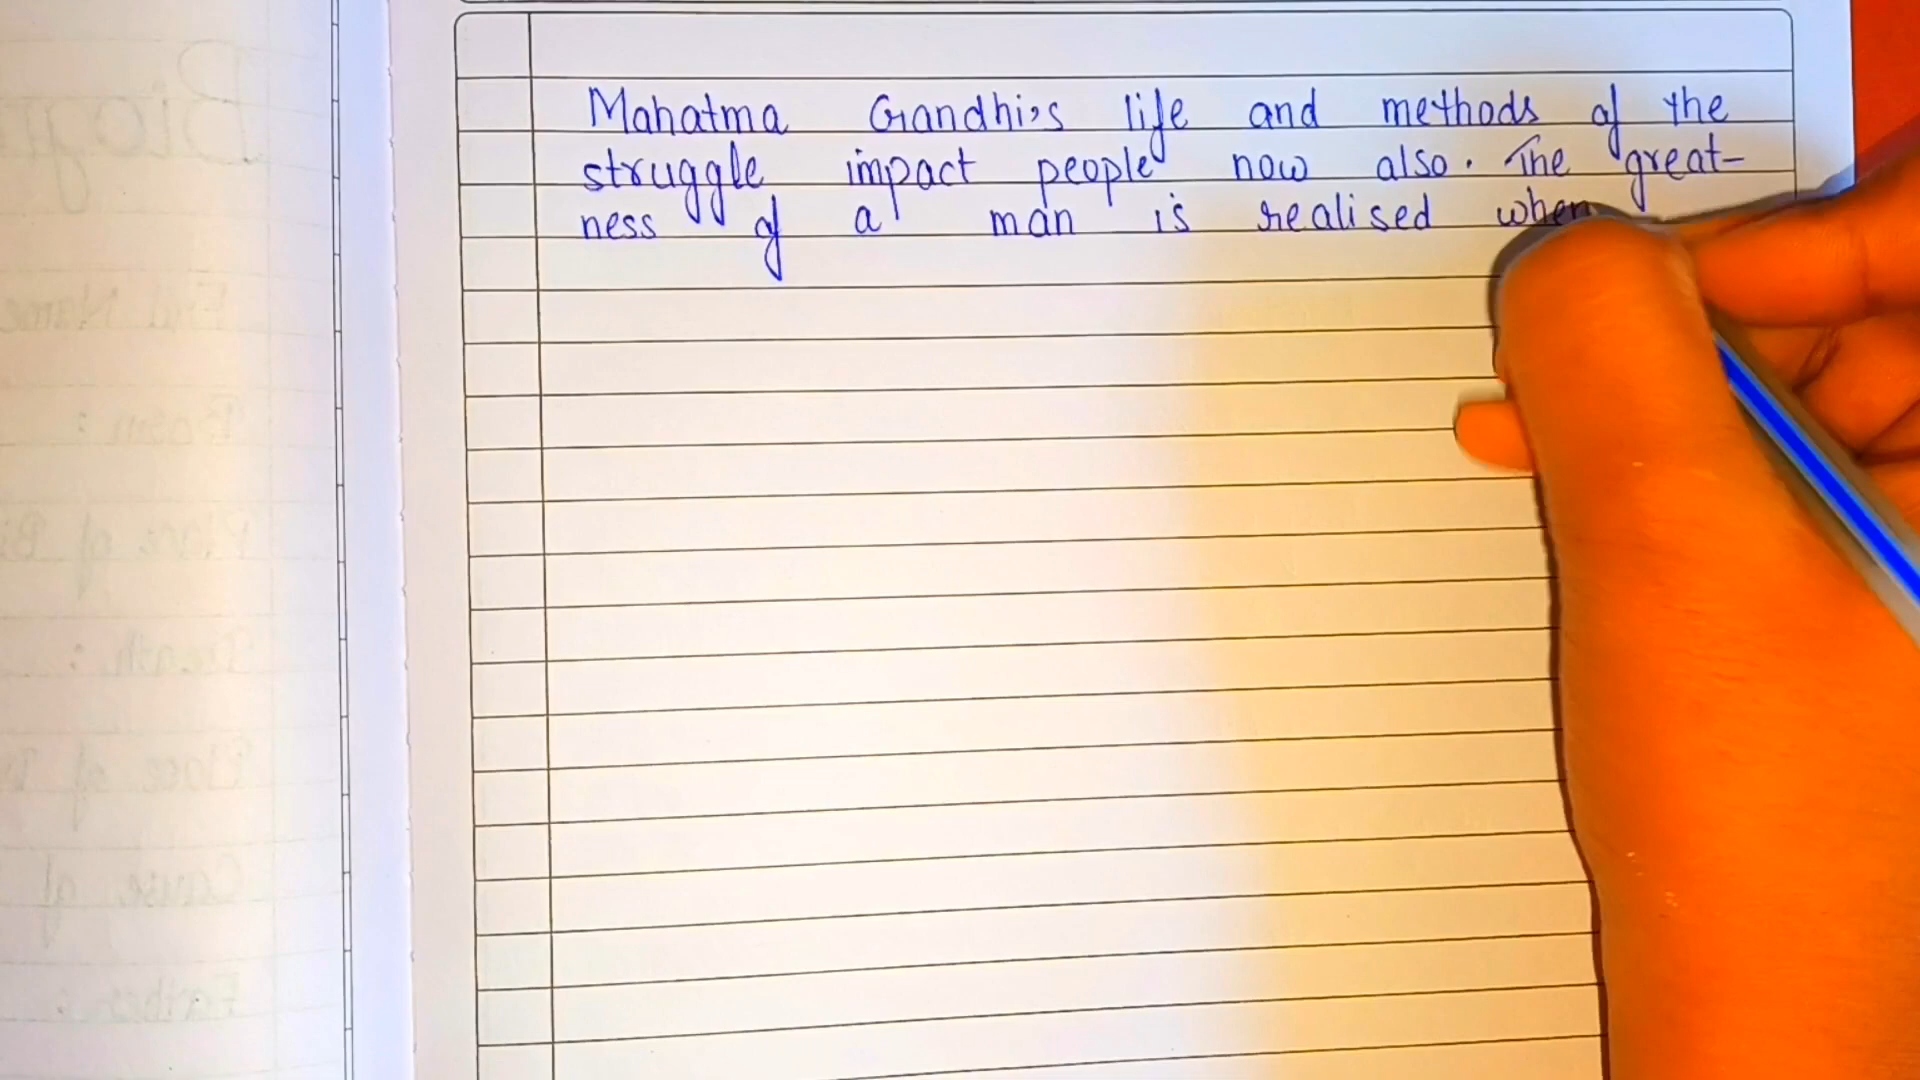 Mahatma Gandhi's life and methods of the
struggle impact people now also. The great-
ness of a man is realised when